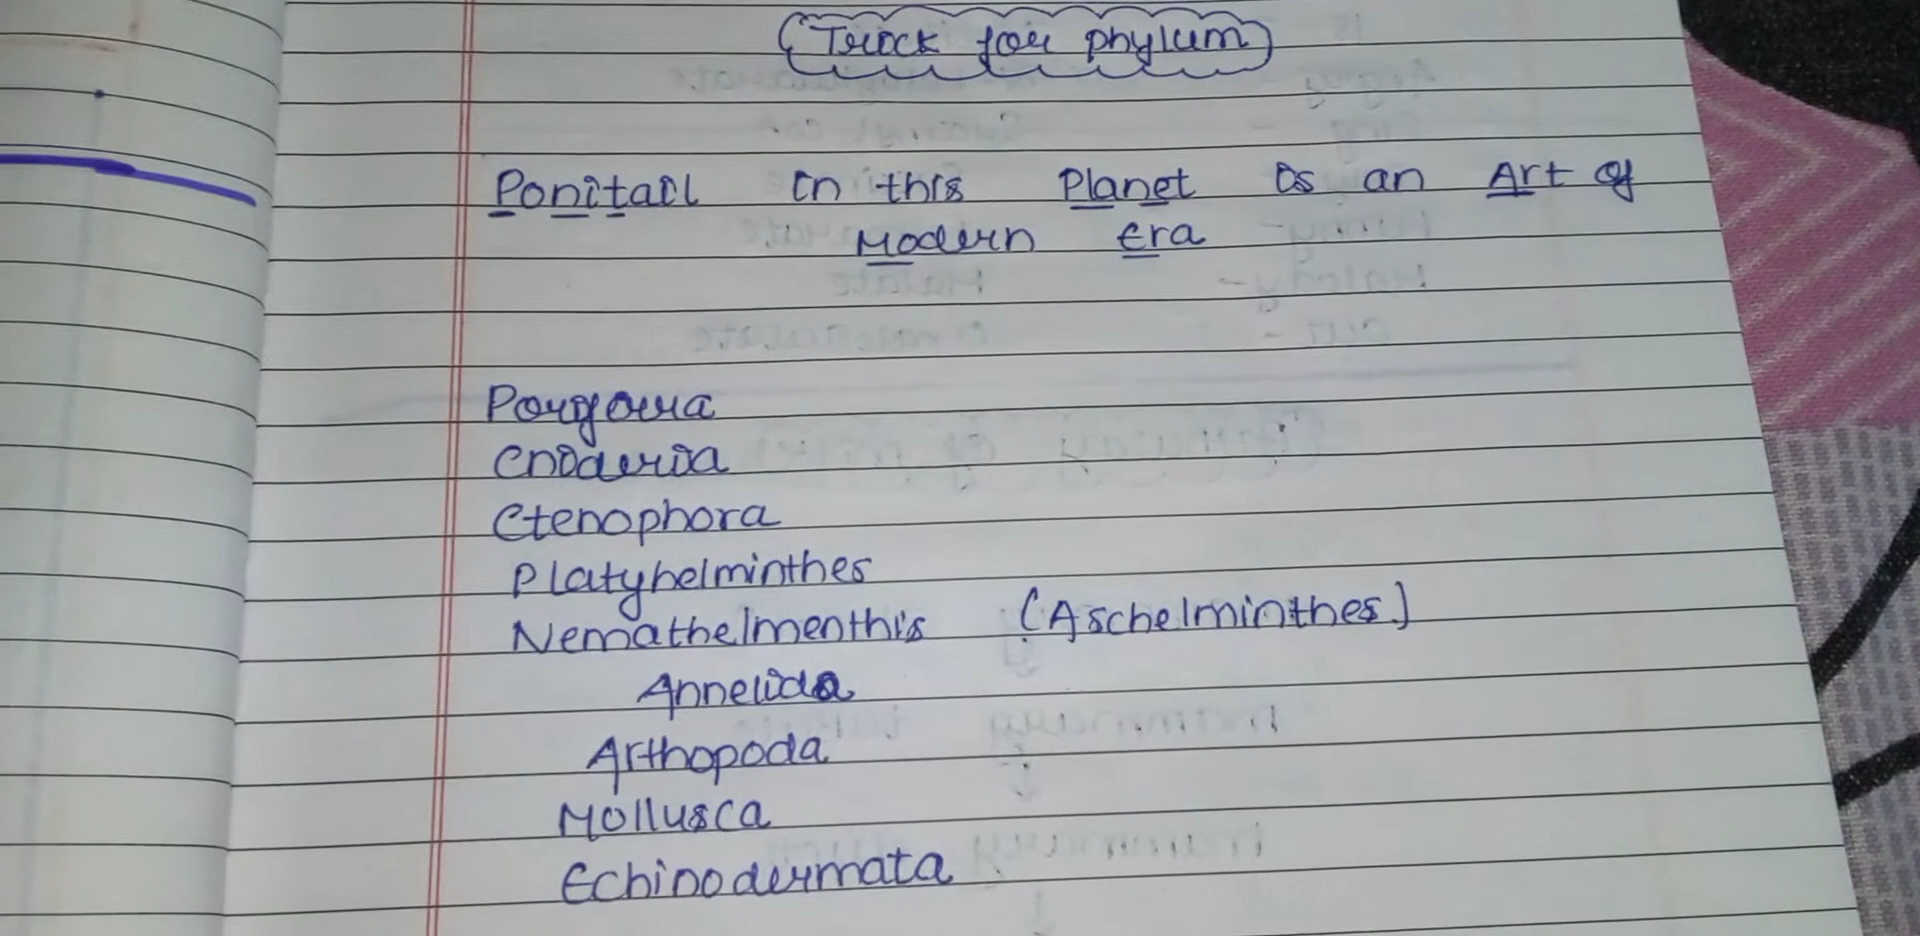 Trick for phylum
Ponitail in this Planet is an Art of
Modern Era
Porifera
Cnidaria
Ctenophora
Platyhelminthes
Nemathelmenthis (Aschelminthes)
Annelida
Arthopoda
Mollusca
Echinodermata